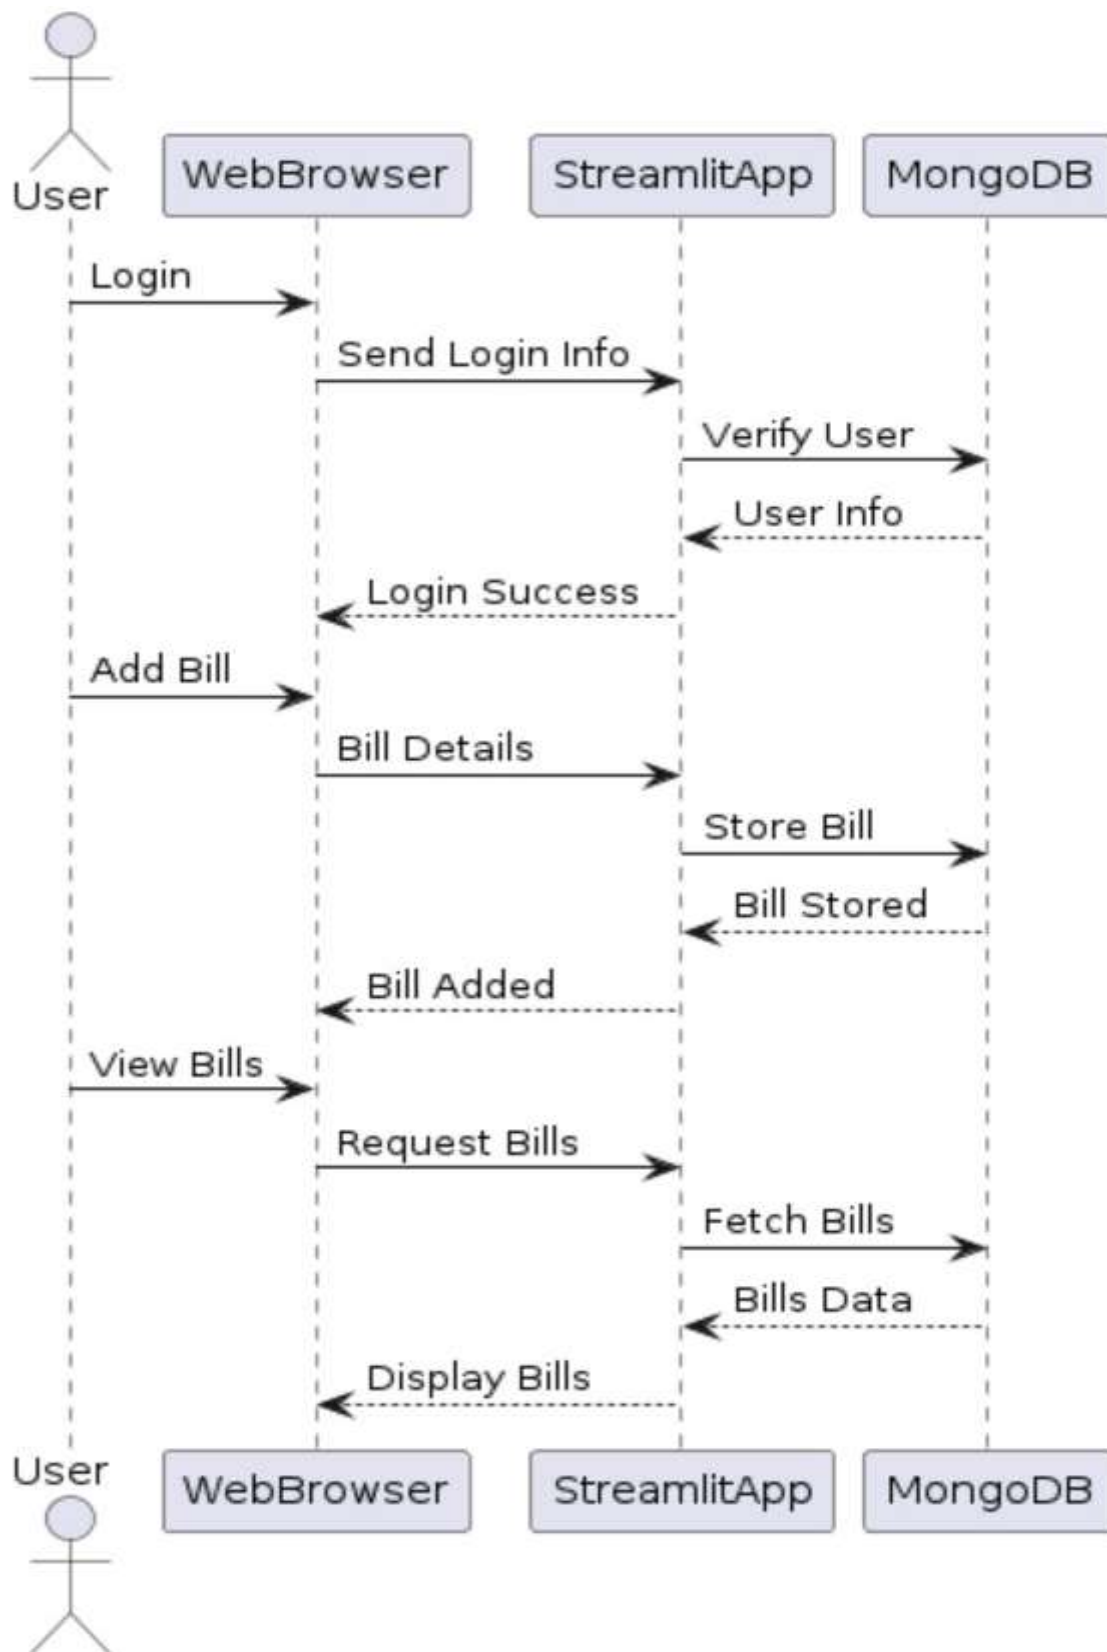 User
WebBrowser
StreamlitApp
MongoDB
Login
Send Login Info
Verify User
User Info
Login Success
Add Bill
Bill Details
Store Bill
Bill Stored
Bill Added
View Bills
Request Bills
Fetch Bills
Bills Data
Display Bills
User
WebBrowser
StreamlitApp
MongoDB